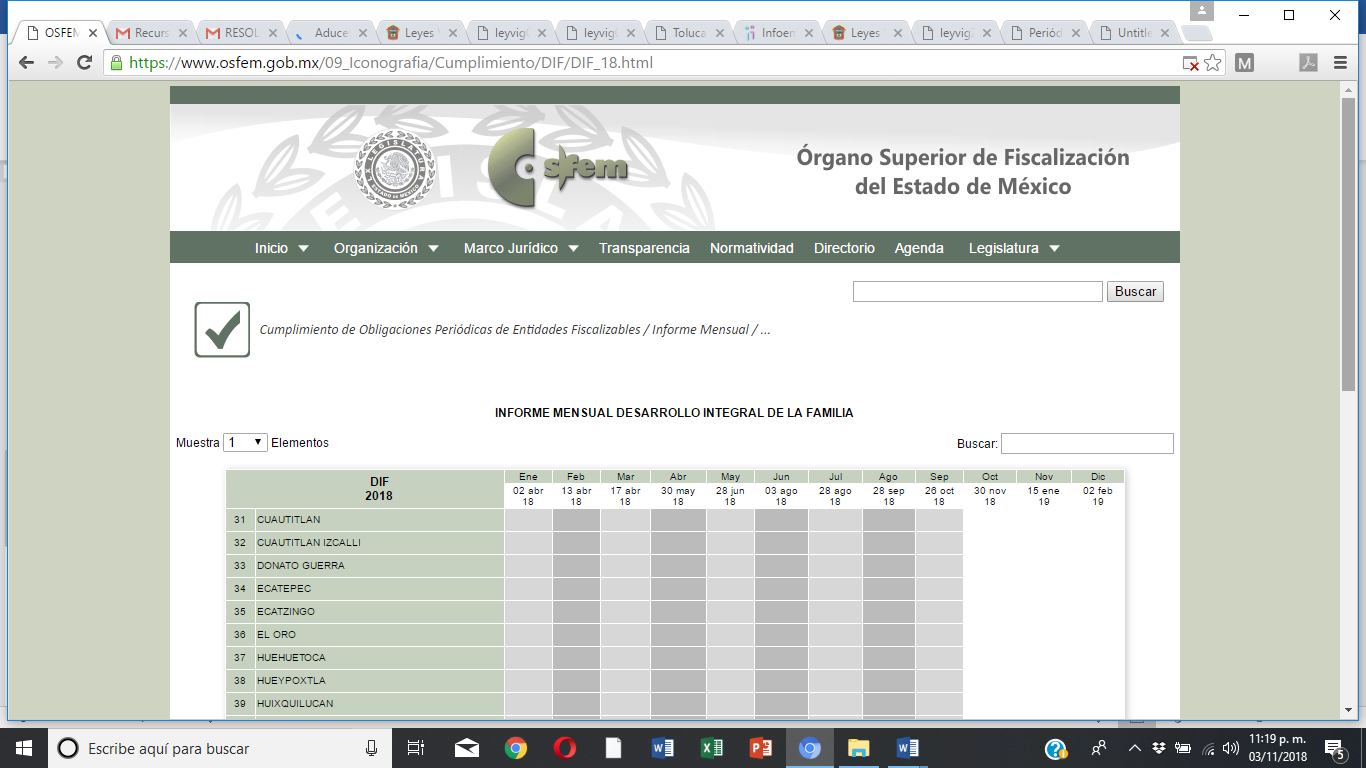 OSFEM
Recurs
RESOL
Aduce
Leyes
leyvig
leyvig
Toluca
Infoen
Leyes
leyvig
Periód
Untitle
https://www.osfem.gob.mx/09_Iconografia/Cumplimiento/DIF/DIF_18.html
M
osfem
Órgano Superior de Fiscalización
del Estado de México
Inicio Organización Marco Jurídico Transparencia Normatividad Directorio Agenda Legislatura
Buscar
Cumplimiento de Obligaciones Periódicas de Entidades Fiscalizables / Informe Mensual / ...
INFORME MENSUAL DESARROLLO INTEGRAL DE LA FAMILIA
Muestra 1 Elementos
Buscar:
DIF
2018
Ene Feb Mar Abr May Jun Jul Ago Sep Oct Nov Dic
02 abr 13 abr 17 abr 30 may 28 jun 03 ago 28 ago 28 sep 26 oct 30 nov 15 ene 02 feb
18 18 18 18 18 18 18 18 18 18 19 19
31 CUAUTITLAN
32 CUAUTITLAN IZCALLI
33 DONATO GUERRA
34 ECATEPEC
35 ECATZINGO
36 EL ORO
37 HUEHUETOCA
38 HUEYPOXTLA
39 HUIXQUILUCAN
Escribe aquí para buscar
11:19 p. m.
03/11/2018
5